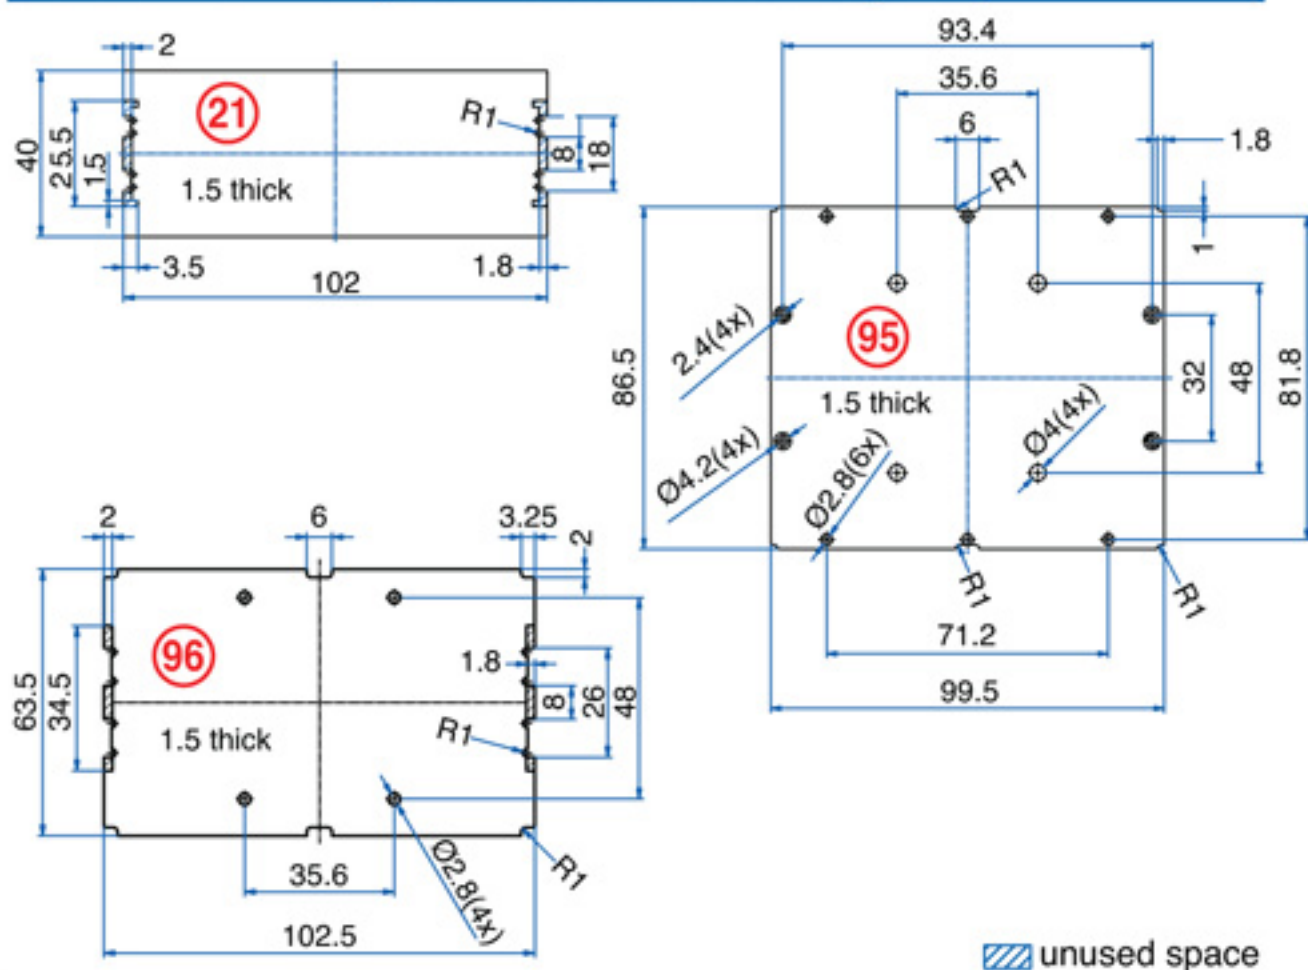 2
21
40
25.5
1.5
1.5 thick
R1
8
18
3.5
1.8
102
93.4
35.6
6
1.8
R1
1
2.4(4x)
95
86.5
1.5 thick
32
48
81.8
Ø4.2(4x)
Ø2.8(6x)
Ø4(4x)
R1
R1
71.2
99.5
2
6
3.25
2
96
63.5
34.5
1.8
1.5 thick
R1
8
26
48
35.6
Ø2.8(4x)
R1
102.5
unused space